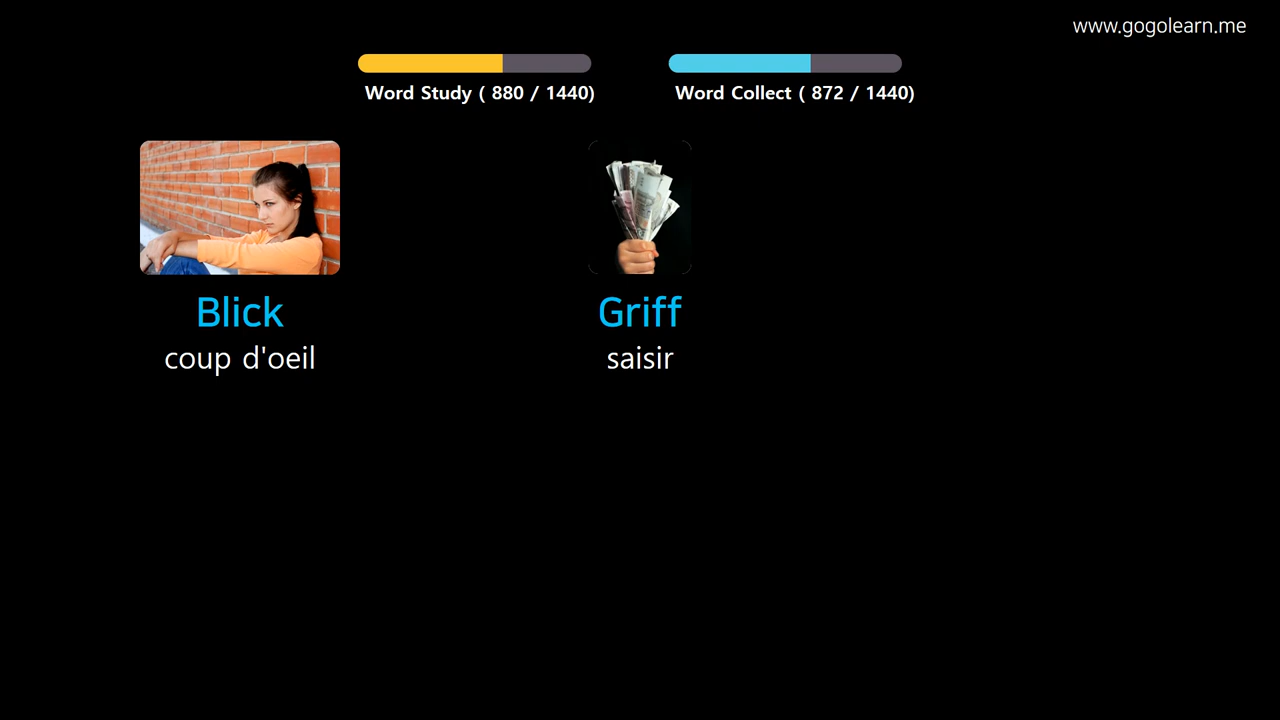 www.gogolearn.me
Word Study ( 880 / 1440)
Word Collect ( 872 / 1440)
Blick
coup d'oeil
Griff
saisir